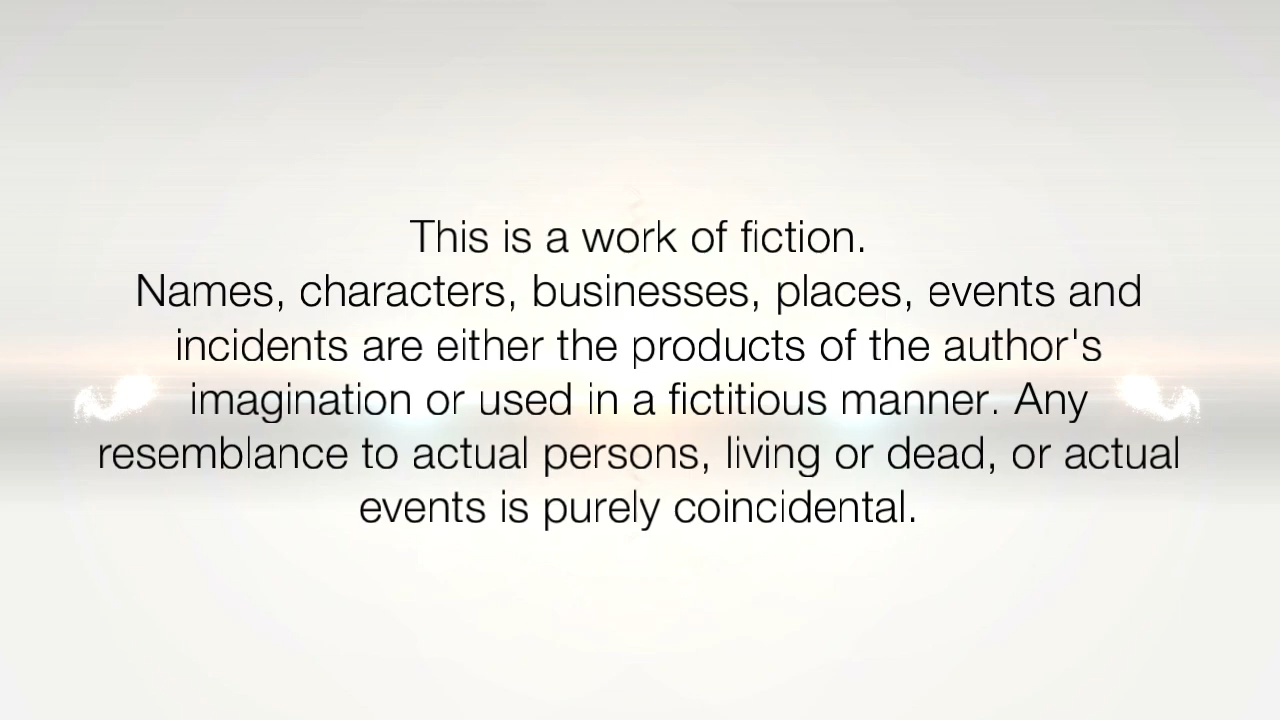 This is a work of fiction.
Names, characters, businesses, places, events and
incidents are either the products of the author's
imagination or used in a fictitious manner. Any
resemblance to actual persons, living or dead, or actual
events is purely coincidental.